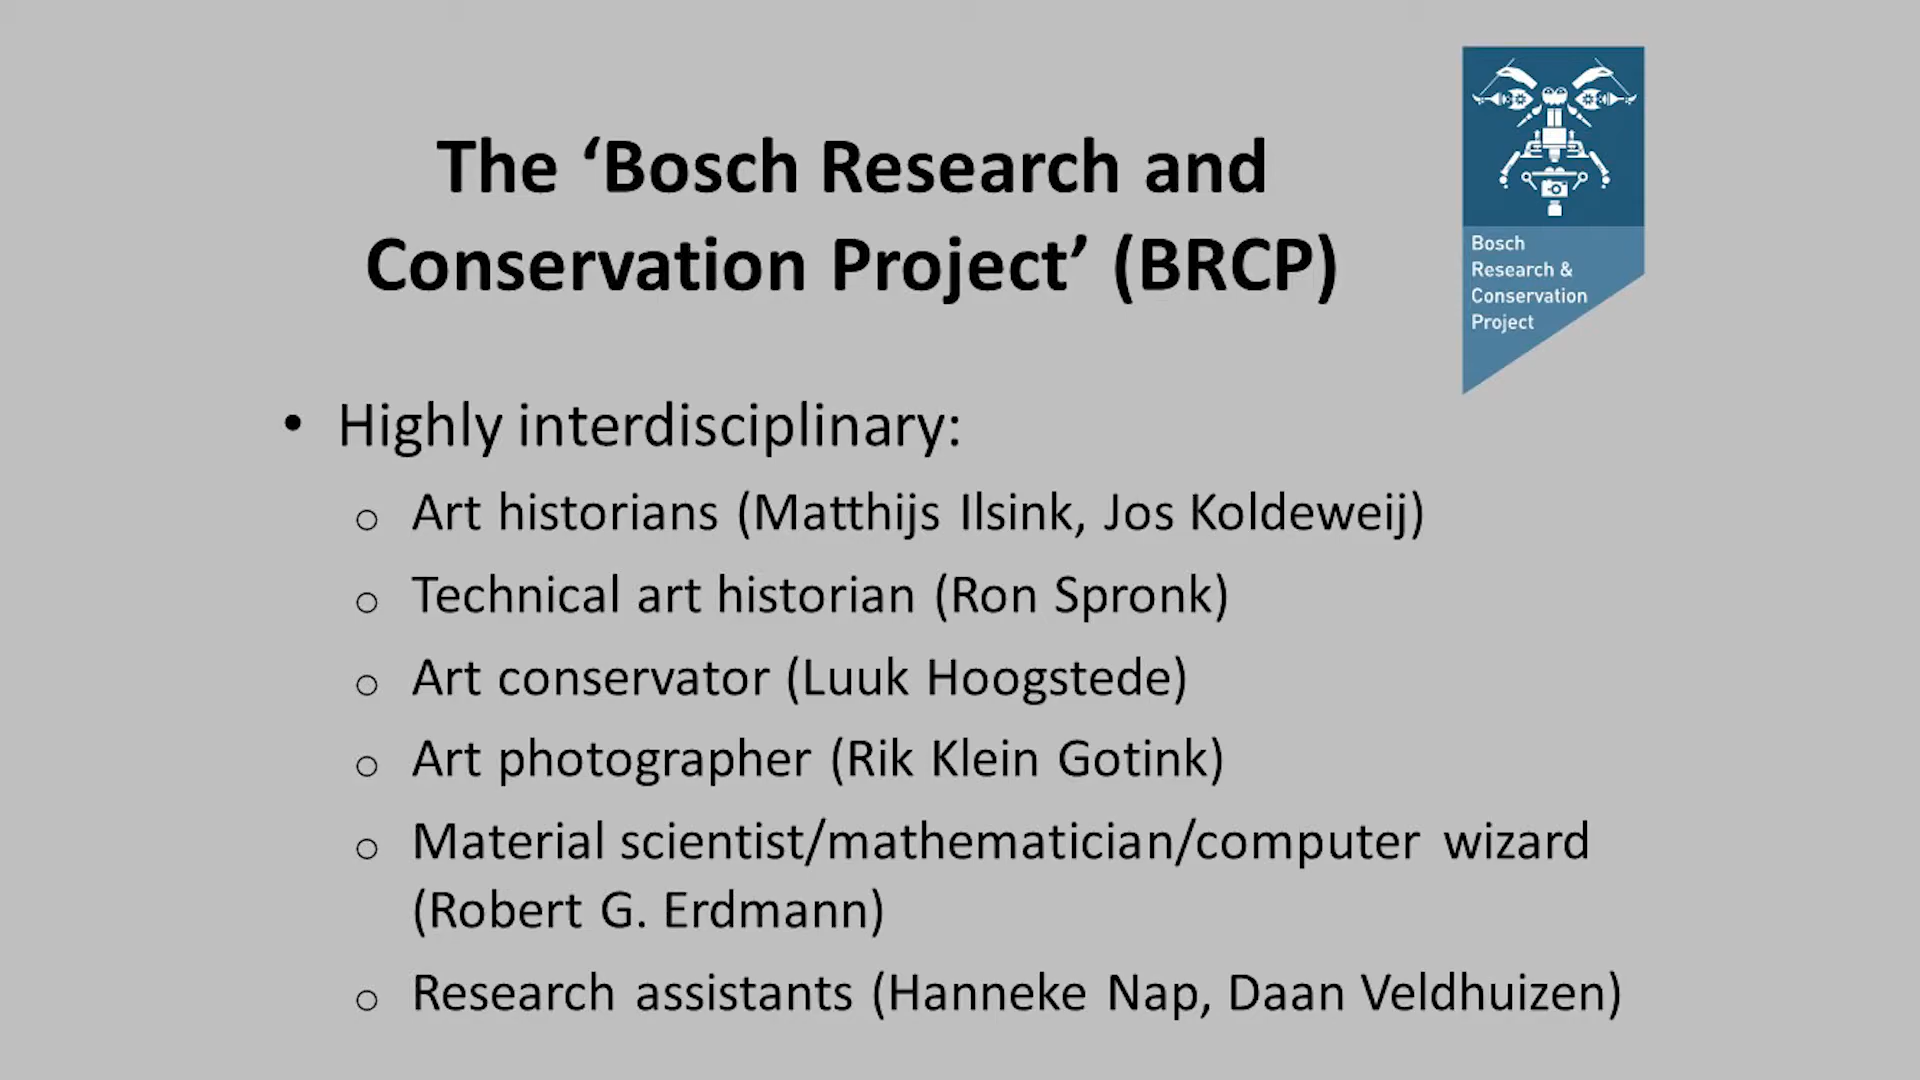 The ‘Bosch Research and
Conservation Project’ (BRCP)
Bosch
Research &
Conservation
Project
• Highly interdisciplinary:
o Art historians (Matthijs Ilsink, Jos Koldeweij)
o Technical art historian (Ron Spronk)
o Art conservator (Luuk Hoogstede)
o Art photographer (Rik Klein Gotink)
o Material scientist/mathematician/computer wizard
(Robert G. Erdmann)
o Research assistants (Hanneke Nap, Daan Veldhuizen)